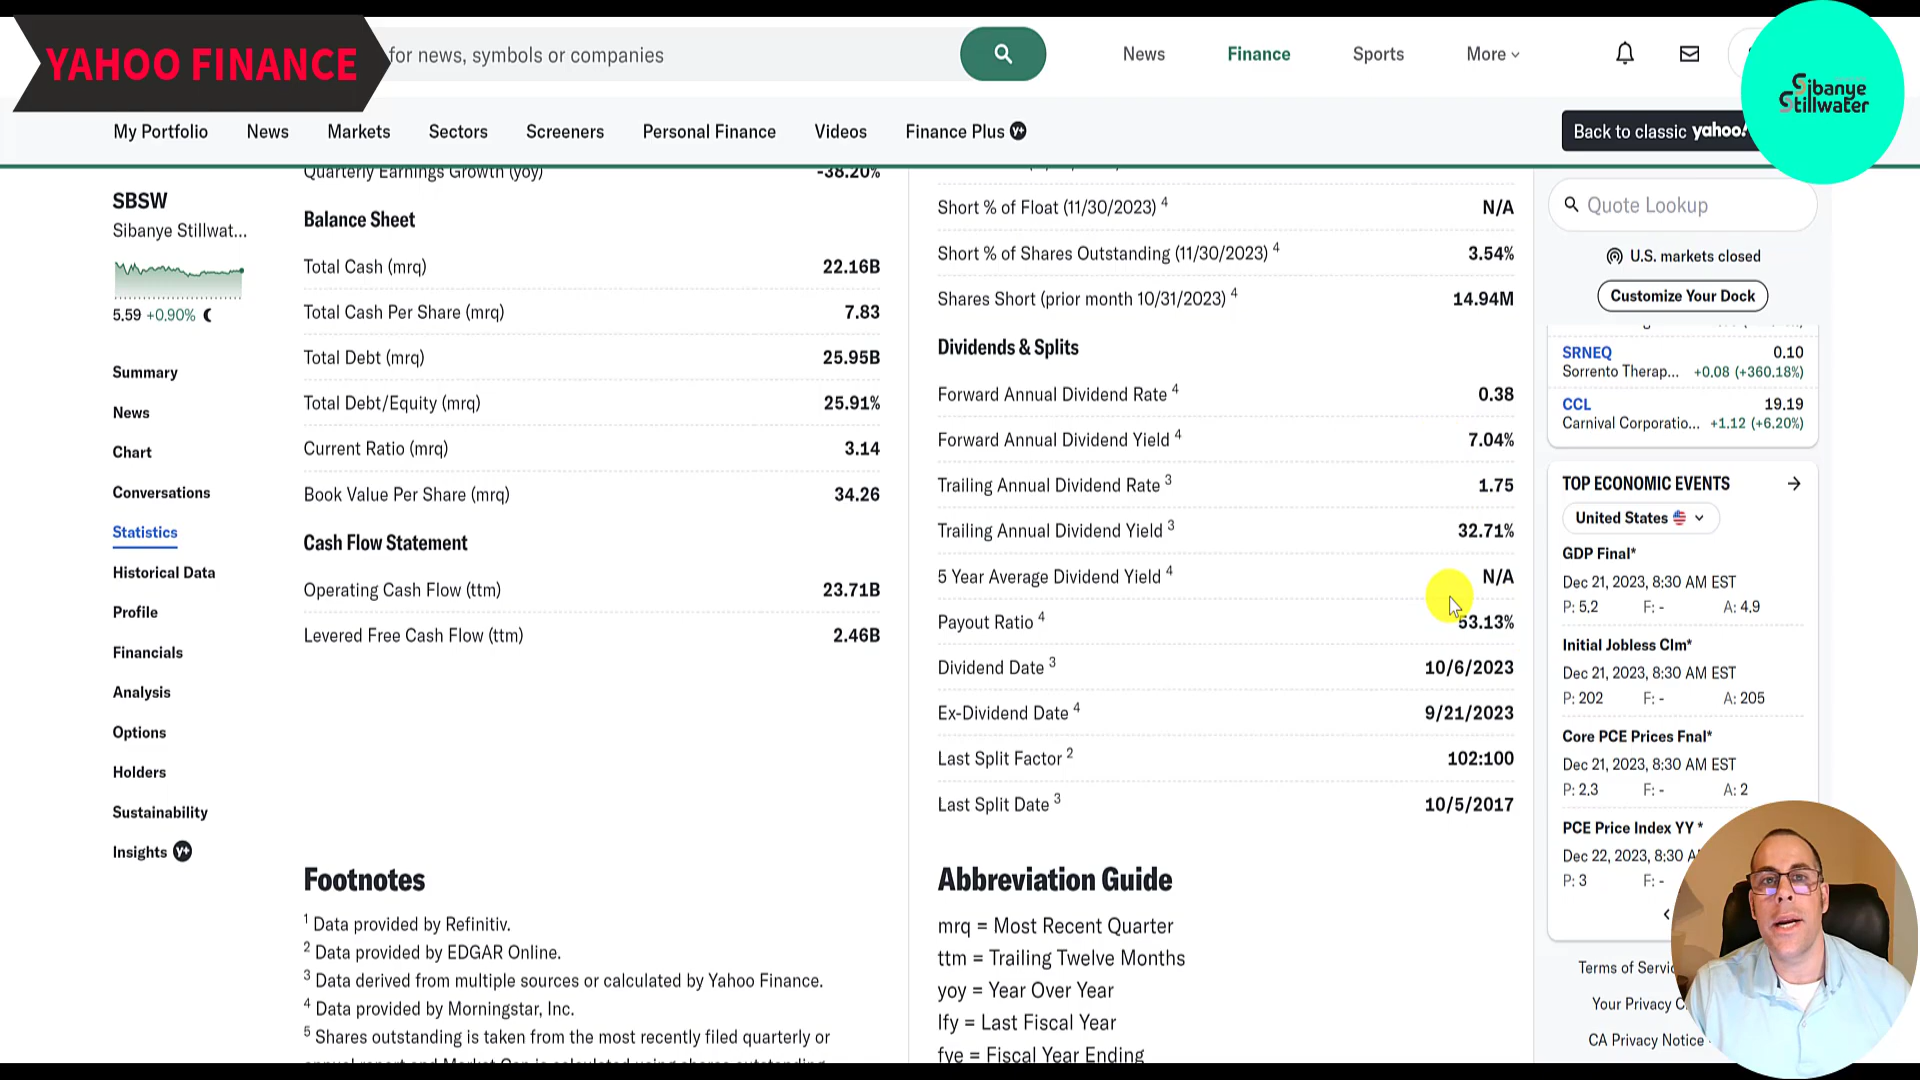 YAHOO FINANCE
for news, symbols or companies
News
Finance
Sports
More
Sibanye
Stillwater
My Portfolio
News
Markets
Sectors
Screeners
Personal Finance
Videos
Finance Plus
Back to classic yahoo!
SBSW
Sibanye Stillwat...
5.59 +0.90%
Summary
News
Chart
Conversations
Statistics
Historical Data
Profile
Financials
Analysis
Options
Holders
Sustainability
Insights
Quarterly Earnings Growth (yoy) -38.20%
Balance Sheet
Total Cash (mrq) 22.16B
Total Cash Per Share (mrq) 7.83
Total Debt (mrq) 25.95B
Total Debt/Equity (mrq) 25.91%
Current Ratio (mrq) 3.14
Book Value Per Share (mrq) 34.26
Cash Flow Statement
Operating Cash Flow (ttm) 23.71B
Levered Free Cash Flow (ttm) 2.46B
Short % of Float (11/30/2023) 4 N/A
Short % of Shares Outstanding (11/30/2023) 4 3.54%
Shares Short (prior month 10/31/2023) 4 14.94M
Dividends & Splits
Forward Annual Dividend Rate 4 0.38
Forward Annual Dividend Yield 4 7.04%
Trailing Annual Dividend Rate 3 1.75
Trailing Annual Dividend Yield 3 32.71%
5 Year Average Dividend Yield 4 N/A
Payout Ratio 4 53.13%
Dividend Date 3 10/6/2023
Ex-Dividend Date 4 9/21/2023
Last Split Factor 2 102:100
Last Split Date 3 10/5/2017
Footnotes
1 Data provided by Refinitiv.
2 Data provided by EDGAR Online.
3 Data derived from multiple sources or calculated by Yahoo Finance.
4 Data provided by Morningstar, Inc.
5 Shares outstanding is taken from the most recently filed quarterly or
Abbreviation Guide
mrq = Most Recent Quarter
ttm = Trailing Twelve Months
yoy = Year Over Year
lfy = Last Fiscal Year
fye = Fiscal Year Ending
Quote Lookup
U.S. markets closed
Customize Your Dock
SRNEQ 0.10
Sorrento Therap... +0.08 (+360.18%)
CCL 19.19
Carnival Corporatio... +1.12 (+6.20%)
TOP ECONOMIC EVENTS
United States
GDP Final*
Dec 21, 2023, 8:30 AM EST
P: 5.2 F: - A: 4.9
Initial Jobless Clm*
Dec 21, 2023, 8:30 AM EST
P: 202 F: - A: 205
Core PCE Prices Fnal*
Dec 21, 2023, 8:30 AM EST
P: 2.3 F: - A: 2
PCE Price Index YY *
Dec 22, 2023, 8:30 A
P: 3 F: -
Terms of Servic
Your Privacy C
CA Privacy Notice